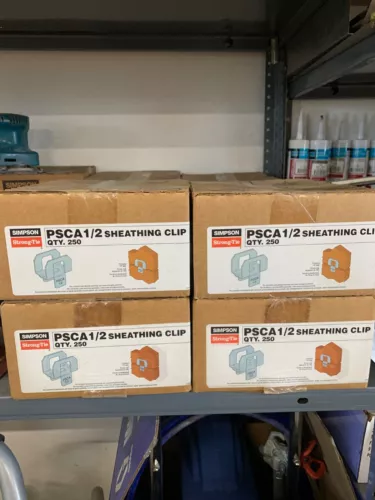 SIMPSON
Strong-Tie
PSCA1/2 SHEATHING CLIP
QTY. 250
SIMPSON
Strong-Tie
PSCA1/2 SHEATHING CLI
QTY. 250
SIMPSON
Strong-Tie
PSCA1/2 SHEATHING CLIP
QTY. 250
SIMPSON
Strong-Tie
PSCA1/2 SHEATHING CLIP
QTY. 250